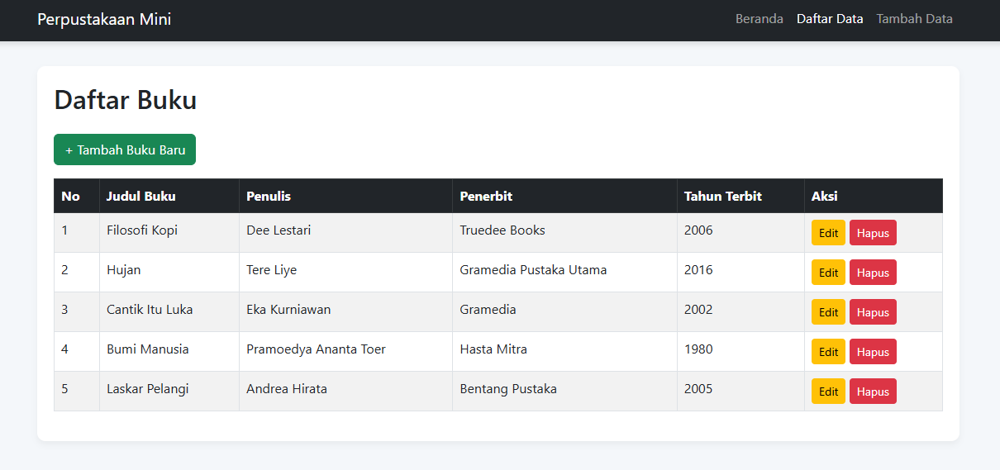 Perpustakaan Mini Beranda Daftar Data Tambah Data
Daftar Buku
+ Tambah Buku Baru
No Judul Buku Penulis Penerbit Tahun Terbit Aksi
1 Filosofi Kopi Dee Lestari Truedee Books 2006 Edit Hapus
2 Hujan Tere Liye Gramedia Pustaka Utama 2016 Edit Hapus
3 Cantik Itu Luka Eka Kurniawan Gramedia 2002 Edit Hapus
4 Bumi Manusia Pramoedya Ananta Toer Hasta Mitra 1980 Edit Hapus
5 Laskar Pelangi Andrea Hirata Bentang Pustaka 2005 Edit Hapus